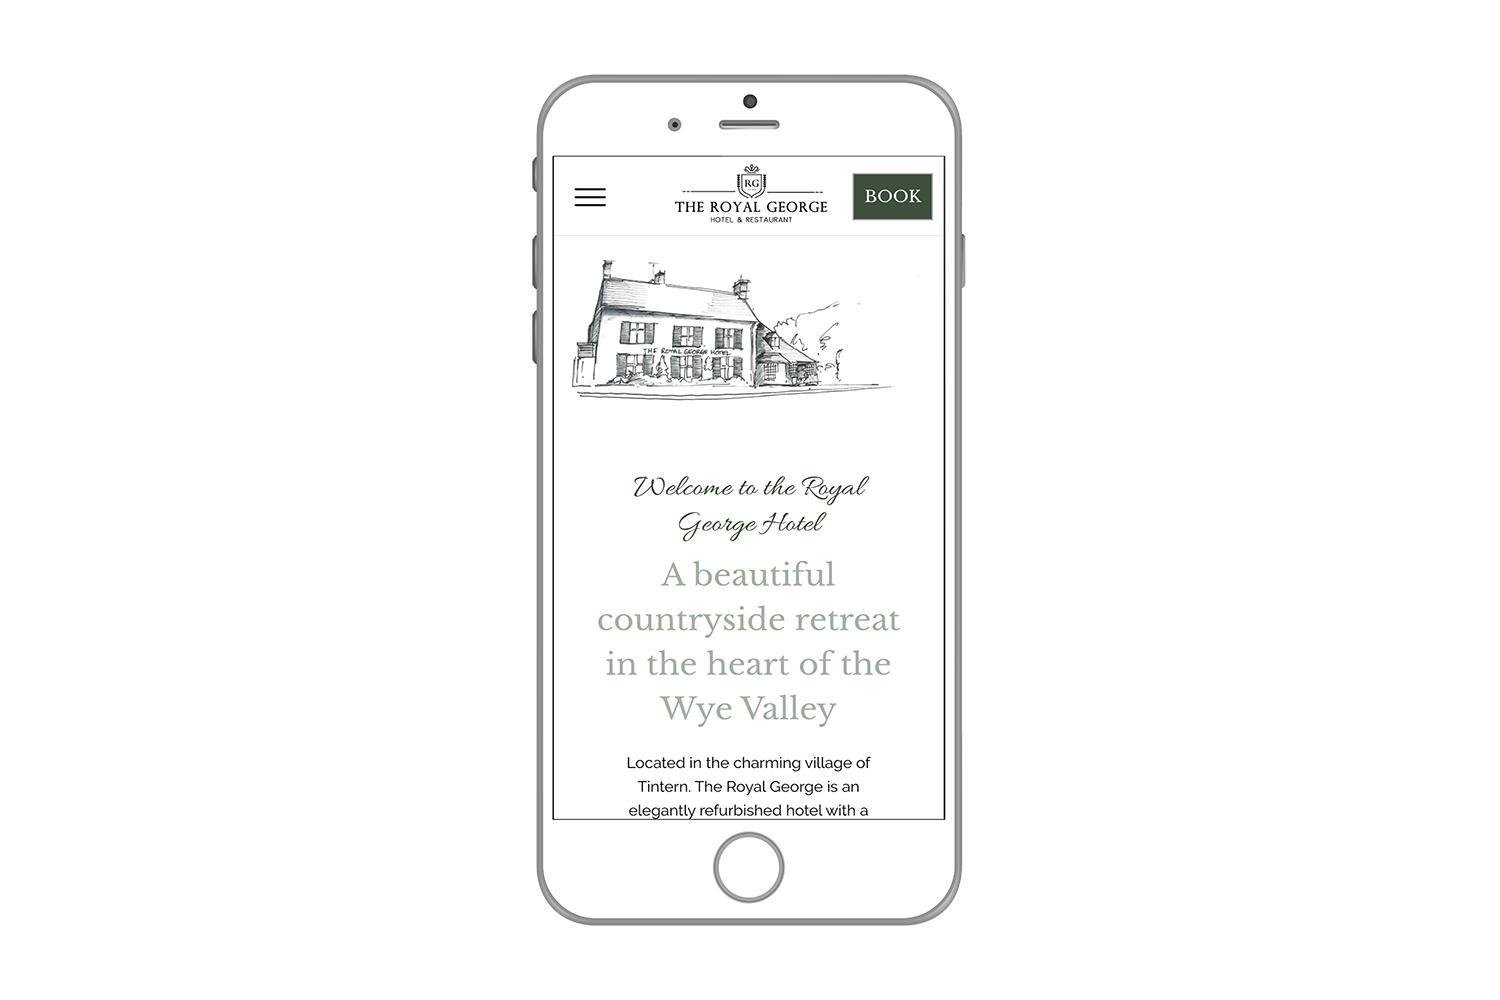 RG
THE ROYAL GEORGE
HOTEL & RESTAURANT
BOOK
THE ROYAL GEORGE HOTEL
Welcome to the Royal
George Hotel
A beautiful
countryside retreat
in the heart of the
Wye Valley
Located in the charming village of
Tintern. The Royal George is an
elegantly refurbished hotel with a